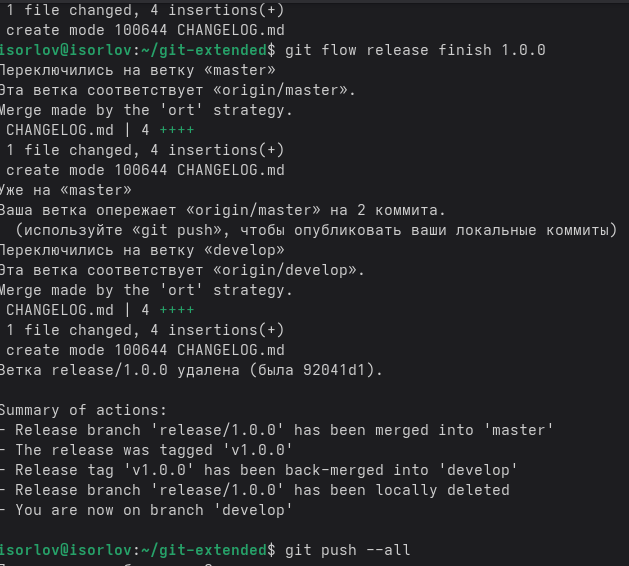 1 file changed, 4 insertions(+)
create mode 100644 CHANGELOG.md
isorlov@isorlov:~/git-extended$ git flow release finish 1.0.0
Переключились на ветку «master»
Эта ветка соответствует «origin/master».
Merge made by the 'ort' strategy.
CHANGELOG.md | 4 ++++
1 file changed, 4 insertions(+)
create mode 100644 CHANGELOG.md
Уже на «master»
Ваша ветка опережает «origin/master» на 2 коммита.
(используйте «git push», чтобы опубликовать ваши локальные коммиты)
Переключились на ветку «develop»
Эта ветка соответствует «origin/develop».
Merge made by the 'ort' strategy.
CHANGELOG.md | 4 ++++
1 file changed, 4 insertions(+)
create mode 100644 CHANGELOG.md
Ветка release/1.0.0 удалена (была 92041d1).
Summary of actions:
- Release branch 'release/1.0.0' has been merged into 'master'
- The release was tagged 'v1.0.0'
- Release tag 'v1.0.0' has been back-merged into 'develop'
- Release branch 'release/1.0.0' has been locally deleted
- You are now on branch 'develop'
isorlov@isorlov:~/git-extended$ git push --all